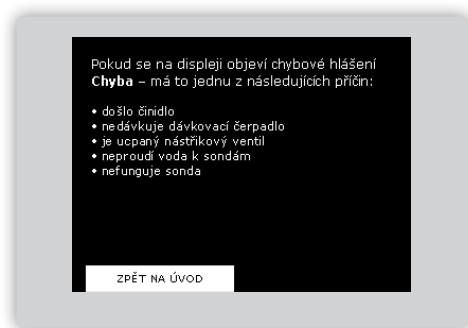 Pokud se na displeji objeví chybové hlášení
Chyba – má to jednu z následujících příčin:
• došlo činidlo
• nedávkuje dávkovací čerpadlo
• je ucpaný nástřikový ventil
• neproudí voda k sondám
• nefunguje sonda
ZPĚT NA ÚVOD